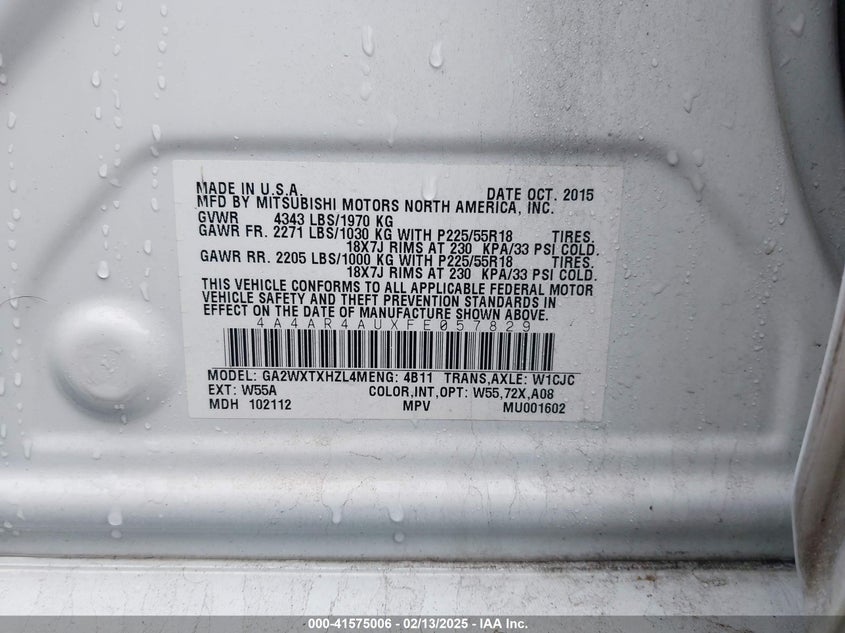 MADE IN U.S.A. DATE OCT. 2015
MFD BY MITSUBISHI MOTORS NORTH AMERICA, INC.
GVWR 4343 LBS/1970 KG
GAWR FR. 2271 LBS/1030 KG WITH P225/55R18 TIRES,
18X7J RIMS AT 230 KPA/33 PSI COLD.
GAWR RR. 2205 LBS/1000 KG WITH P225/55R18 TIRES,
18X7J RIMS AT 230 KPA/33 PSI COLD.
THIS VEHICLE CONFORMS TO ALL APPLICABLE FEDERAL MOTOR
VEHICLE SAFETY AND THEFT PREVENTION STANDARDS IN
EFFECT ON THE DATE OF MANUFACTURE SHOWN ABOVE.
4A4AR4AUXFE057829
MODEL: GA2WXTXHZL4MENG: 4B11 TRANS,AXLE: W1CJC
EXT: W55A COLOR,INT,OPT: W55,72X,A08
MDH 102112 MPV MU001602
000-41575006 - 02/13/2025 - IAA Inc.